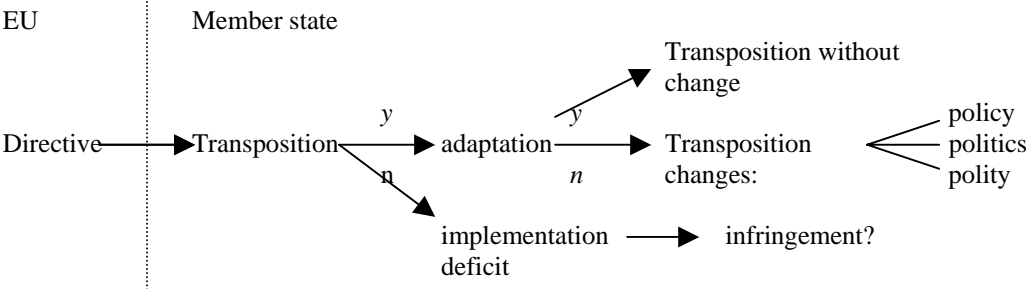 EU
Member state
Transposition without
change
y
y
policy
Directive
Transposition
adaptation
Transposition
changes:
politics
n
n
polity
implementation
deficit
infringement?